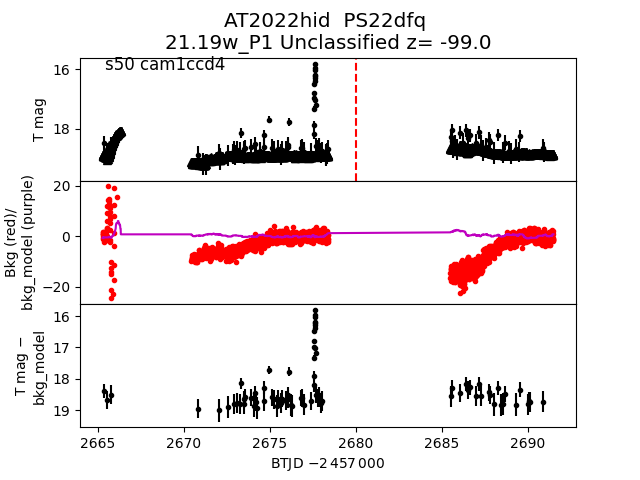 AT2022hid  PS22dfq
21.19w_P1 Unclassified z= -99.0
s50 cam1ccd4
T mag
16
18
Bkg (red)/
bkg_model (purple)
20
0
−20
T mag −
bkg_model
16
17
18
19
2665 2670 2675 2680 2685 2690
BTJD −2 457 000